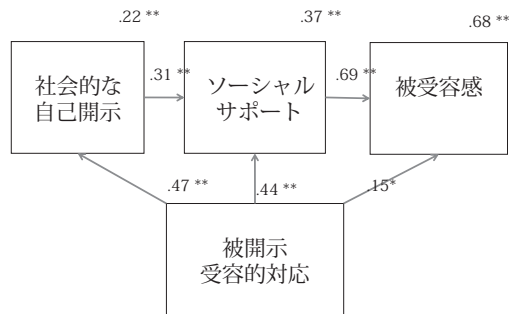 .22 **
.37 **
.68 **
社会的な
自己開示
.31 **
ソーシャル
サポート
.69 **
被受容感
.47 **
.44 **
.15*
被開示
受容的対応